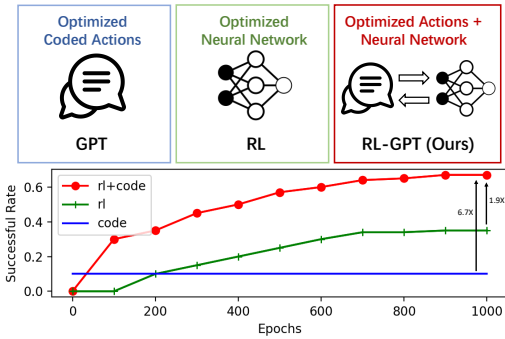 Optimized
Coded Actions
GPT
Optimized
Neural Network
RL
Optimized Actions +
Neural Network
RL-GPT (Ours)
Successful Rate
0.6
0.4
0.2
0.0
rl+code
rl
code
6.7X
1.9X
0
200
400
600
800
1000
Epochs